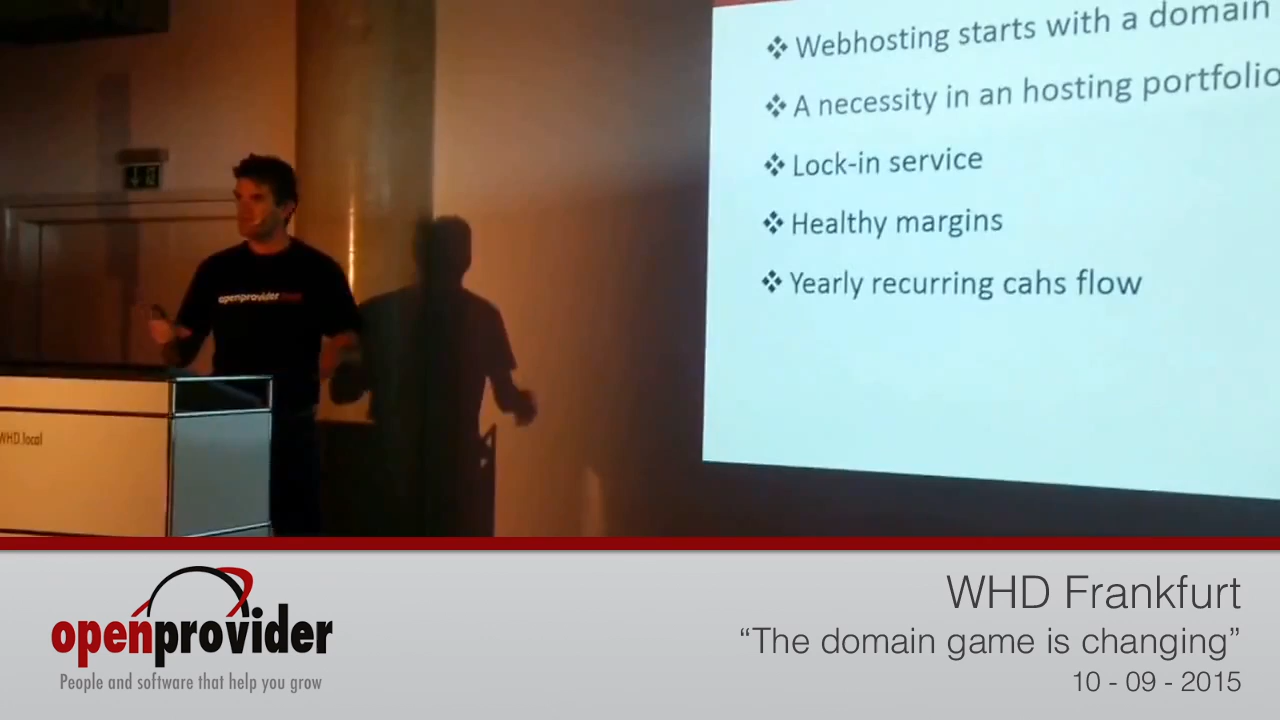 Webhosting starts with a domain
A necessity in an hosting portfolio
Lock-in service
Healthy margins
Yearly recurring cahs flow
openprovider
WHD.local
openprovider
People and software that help you grow
WHD Frankfurt
“The domain game is changing”
10 - 09 - 2015